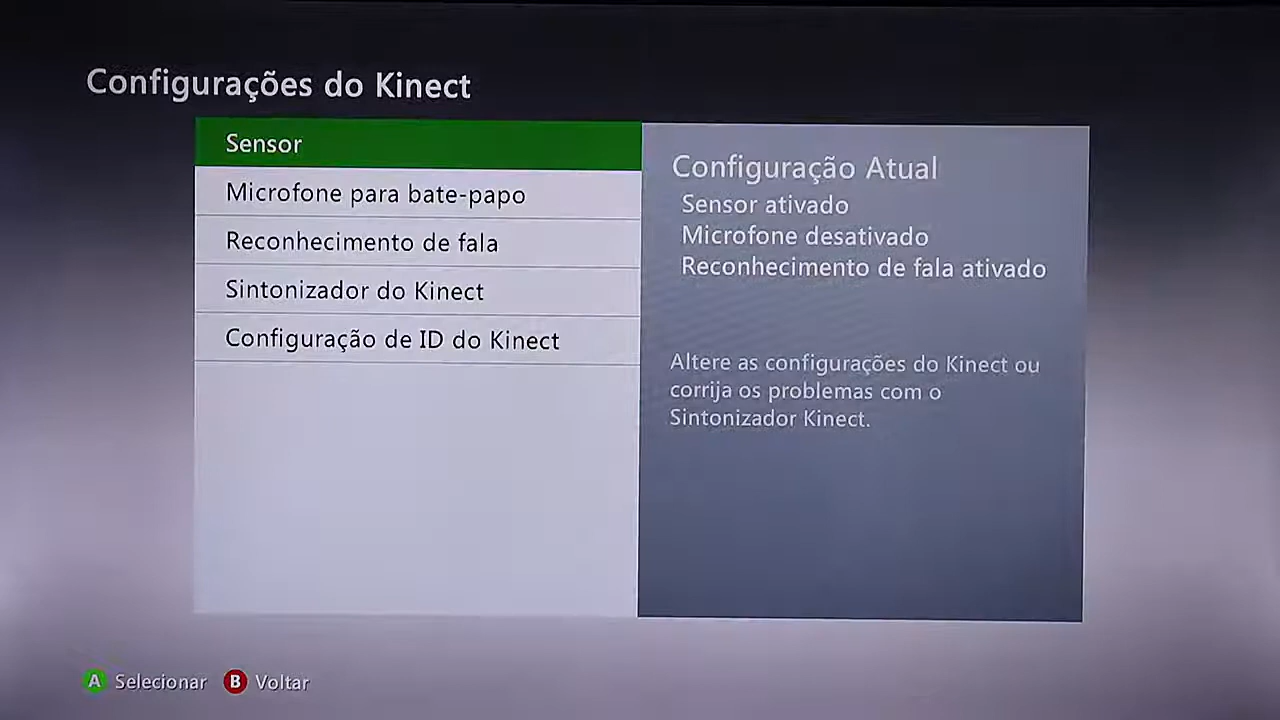 Configurações do Kinect
Sensor
Microfone para bate-papo
Reconhecimento de fala
Sintonizador do Kinect
Configuração de ID do Kinect
Configuração Atual
Sensor ativado
Microfone desativado
Reconhecimento de fala ativado
Altere as configurações do Kinect ou
corrija os problemas com o
Sintonizador Kinect.
A Selecionar B Voltar